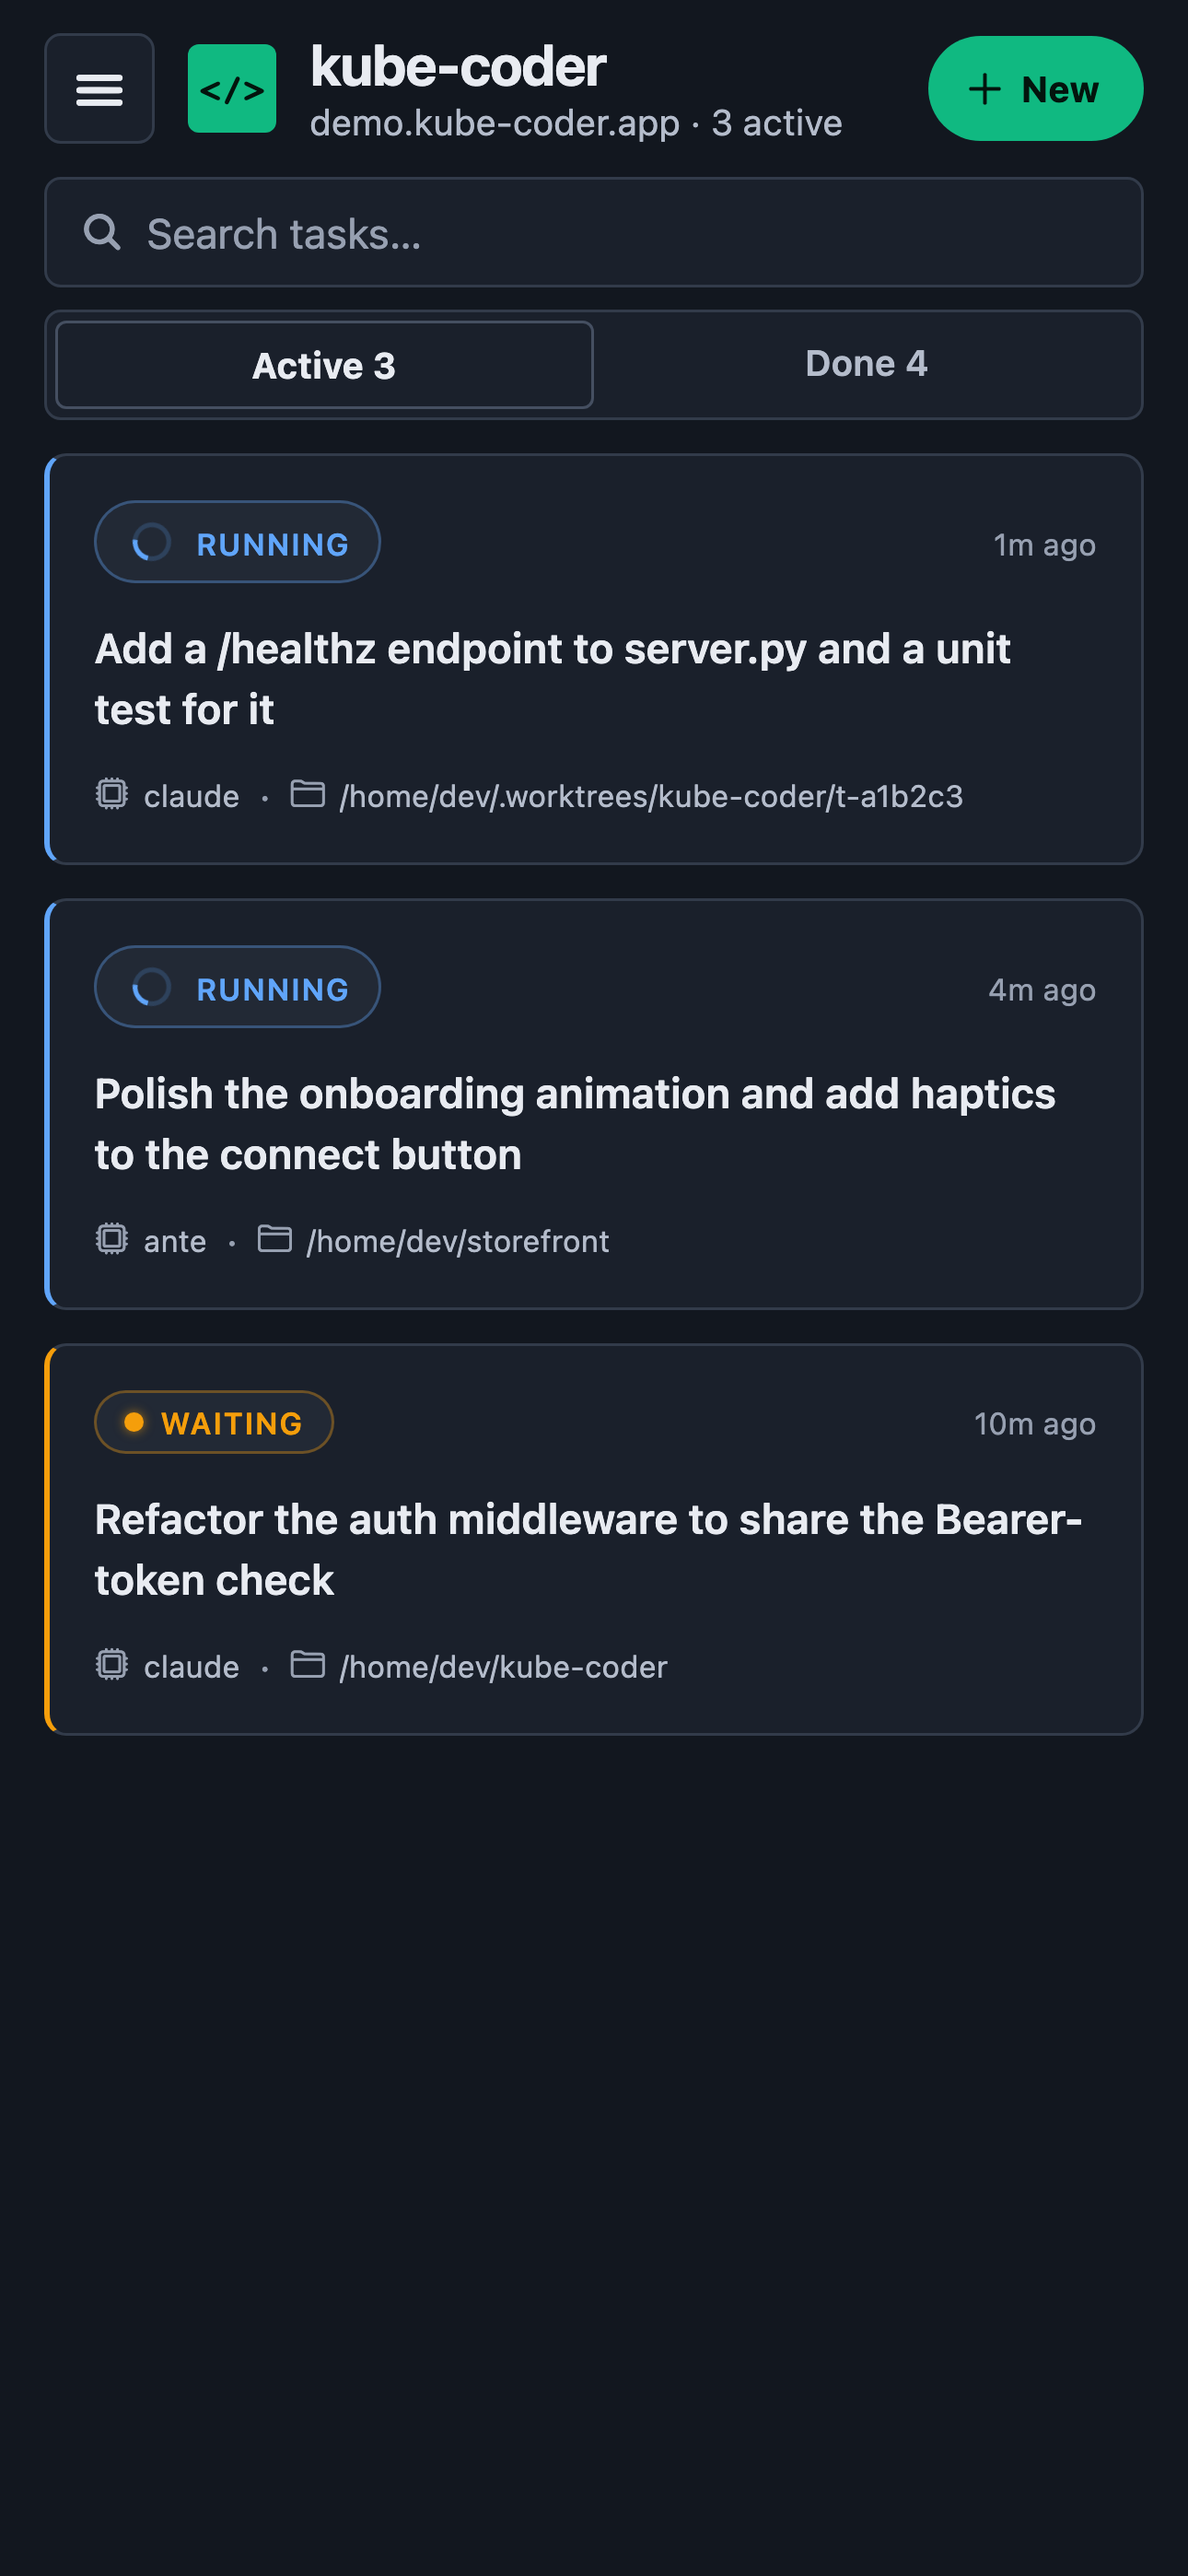 </>
kube-coder
demo.kube-coder.app · 3 active
+ New
Search tasks...
Active 3
Done 4
RUNNING
1m ago
Add a /healthz endpoint to server.py and a unit
test for it
claude · /home/dev/.worktrees/kube-coder/t-a1b2c3
RUNNING
4m ago
Polish the onboarding animation and add haptics
to the connect button
ante · /home/dev/storefront
WAITING
10m ago
Refactor the auth middleware to share the Bearer-
token check
claude · /home/dev/kube-coder